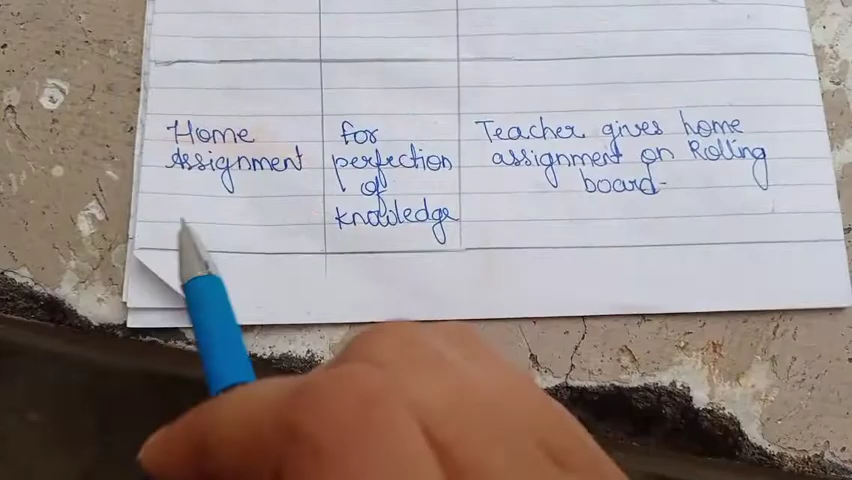 Home
Assignment
for
perfection
of
knowledge
Teacher gives home
assignment on Rolling
board-